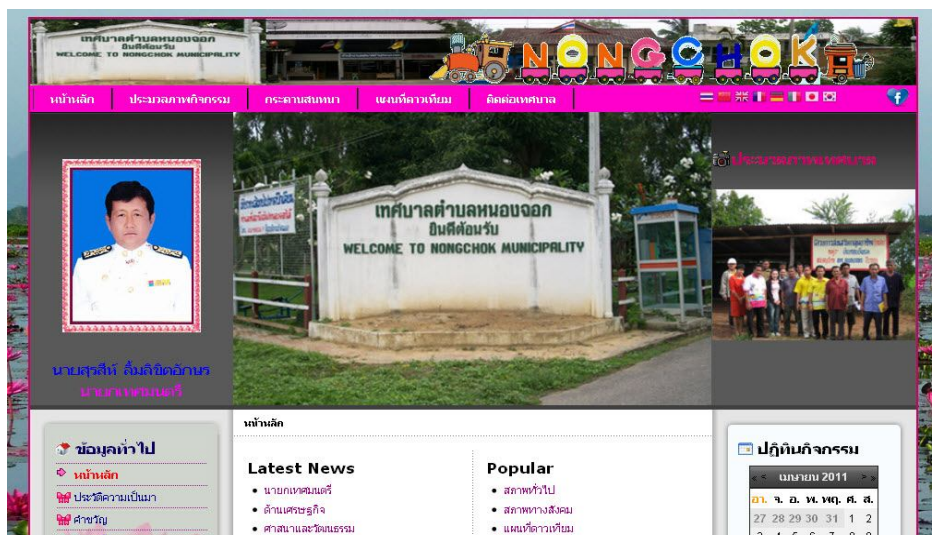 เทศบาลตำบลหนองจอก
ยินดีต้อนรับ
WELCOME TO NONGCHOK MUNICIPALITY
NONGCHOK
หน้าหลัก
ประมวลภาพกิจกรรม
กระดานสนทนา
แผนที่ดาวเทียม
ติดต่อเทศบาล
ประมวลภาพเทศบาล
เทศบาลตำบลหนองจอก
ยินดีต้อนรับ
WELCOME TO NONGCHOK MUNICIPALITY
นายสุรสีห์ ลิ้มลิขิตอักษร
นายกเทศมนตรี
ข้อมูลทั่วไป
หน้าหลัก
ประวัติความเป็นมา
คำขวัญ
หน้าหลัก
Latest News
นายกเทศมนตรี
ด้านเศรษฐกิจ
ศาสนาและวัฒนธรรม
Popular
สภาพทั่วไป
สภาพทางสังคม
แผนที่ดาวเทียม
ปฏิทินกิจกรรม
« < เมษายน 2011 > »
อา. จ. อ. พ. พฤ. ศ. ส.
27 28 29 30 31 1 2
3 4 5 6 7 8 9